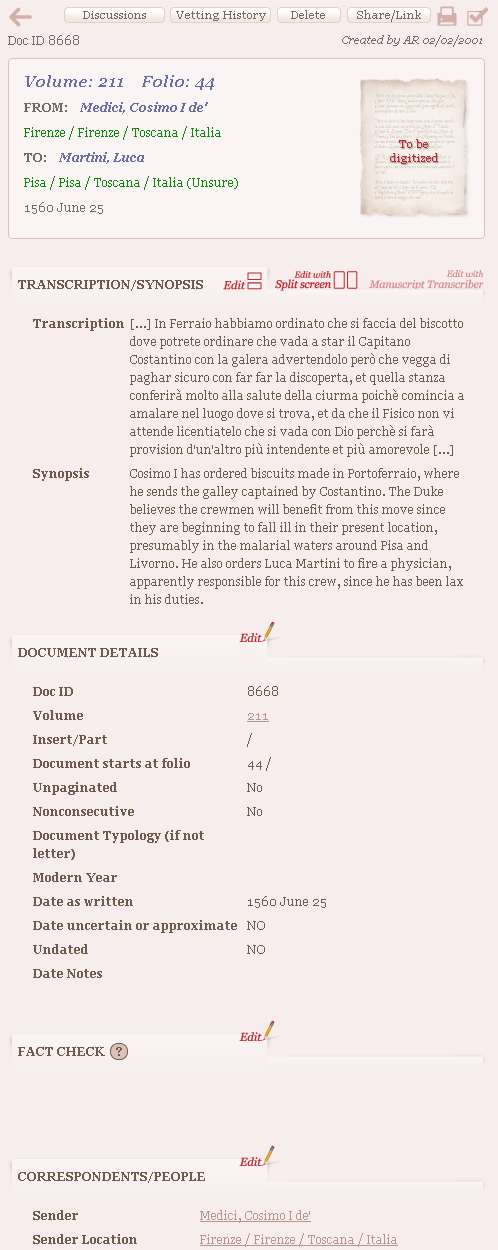 Discussions Vetting History Delete Share/Link
Doc ID 8668 Created by AR 02/02/2001
Volume: 211 Folio: 44
FROM: Medici, Cosimo I de'
Firenze / Firenze / Toscana / Italia
TO: Martini, Luca
Pisa / Pisa / Toscana / Italia (Unsure)
1560 June 25
To be
digitized
TRANSCRIPTION/SYNOPSIS Edit Edit with Split screen Edit with Manuscript Transcriber
Transcription [...] In Ferraio habbiamo ordinato che si faccia del biscotto
dove potrete ordinare che vada a star il Capitano
Costantino con la galera advertendolo però che vegga di
paghar sicuro con far far la discoperta, et quella stanza
conferirà molto alla salute della ciurma poichè comincia a
amalare nel luogo dove si trova, et da che il Fisico non vi
attende licentiatelo che si vada con Dio perchè si farà
provision d'un'altro più intendente et più amorevole [...]
Synopsis Cosimo I has ordered biscuits made in Portoferraio, where
he sends the galley captained by Costantino. The Duke
believes the crewmen will benefit from this move since
they are beginning to fall ill in their present location,
presumably in the malarial waters around Pisa and
Livorno. He also orders Luca Martini to fire a physician,
apparently responsible for this crew, since he has been lax
in his duties.
Edit
DOCUMENT DETAILS
Doc ID 8668
Volume 211
Insert/Part /
Document starts at folio 44 /
Unpaginated No
Nonconsecutive No
Document Typology (if not
letter)
Modern Year
Date as written 1560 June 25
Date uncertain or approximate NO
Undated NO
Date Notes
Edit
FACT CHECK ?
Edit
CORRESPONDENTS/PEOPLE
Sender Medici, Cosimo I de'
Sender Location Firenze / Firenze / Toscana / Italia